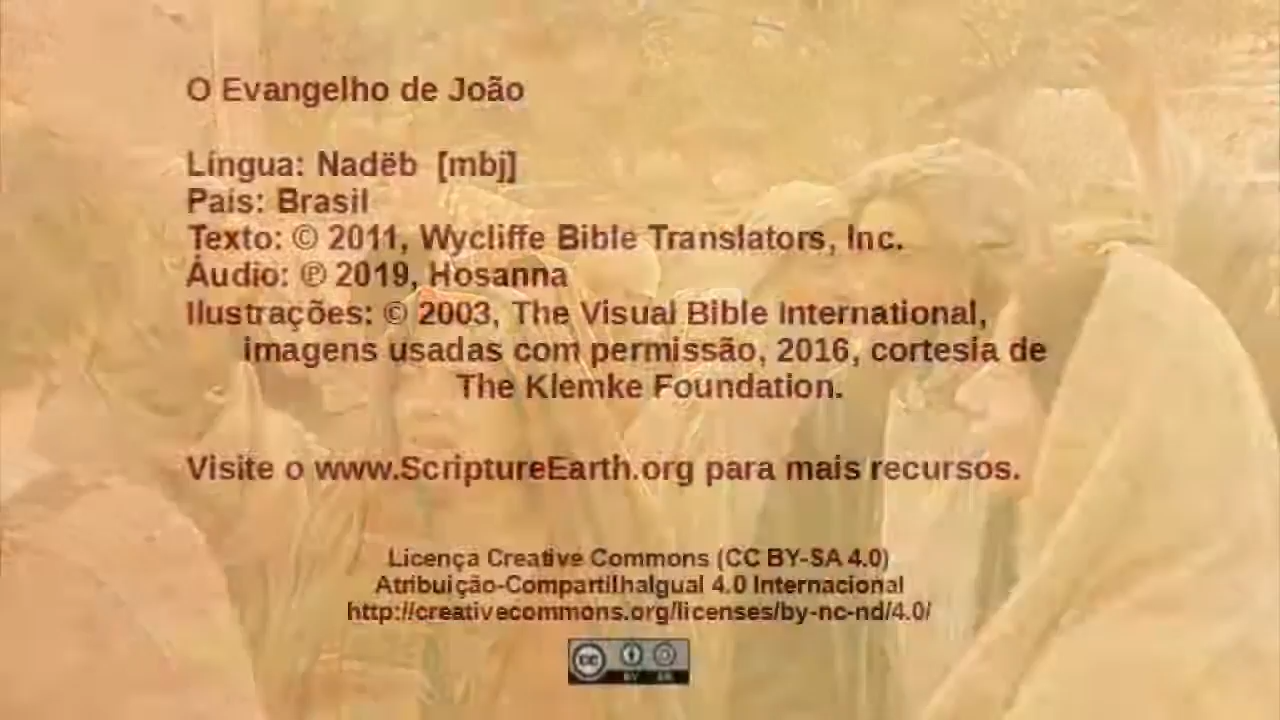 O Evangelho de João
Língua: Nadëb [mbj]
País: Brasil
Texto: © 2011, Wycliffe Bible Translators, Inc.
Áudio: ℗ 2019, Hosanna
Ilustrações: © 2003, The Visual Bible International,
imagens usadas com permissão, 2016, cortesia de
The Klemke Foundation.
Visite o www.ScriptureEarth.org para mais recursos.
Licença Creative Commons (CC BY-SA 4.0)
Atribuição-CompartilhaIgual 4.0 Internacional
http://creativecommons.org/licenses/by-nc-nd/4.0/
cc
BY SA